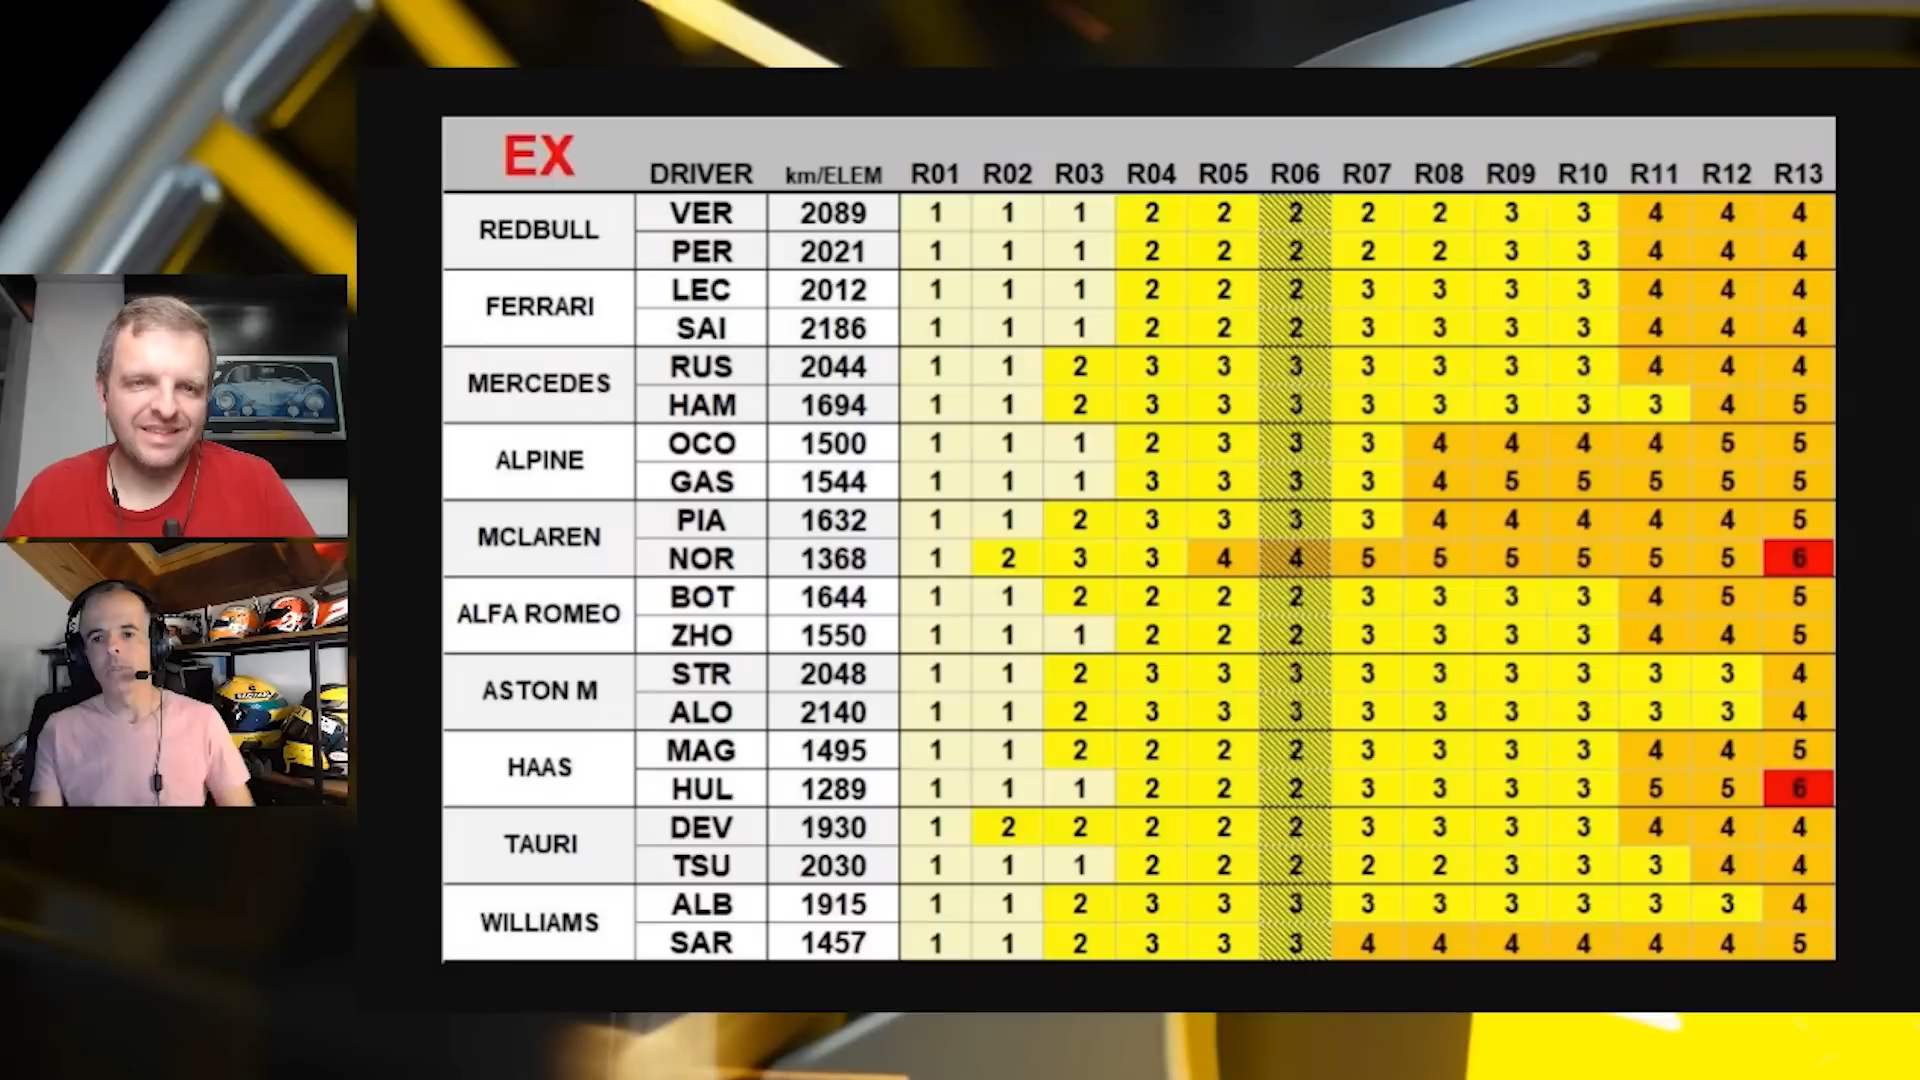 EX DRIVER km/ELEM R01 R02 R03 R04 R05 R06 R07 R08 R09 R10 R11 R12 R13
REDBULL
VER 2089 1 1 1 2 2 2 2 2 3 3 4 4 4
PER 2021 1 1 1 2 2 2 2 2 3 3 4 4 4
FERRARI
LEC 2012 1 1 1 2 2 2 3 3 3 3 4 4 4
SAI 2186 1 1 1 2 2 2 3 3 3 3 4 4 4
MERCEDES
RUS 2044 1 1 2 3 3 3 3 3 3 3 4 4 4
HAM 1694 1 1 2 3 3 3 3 3 3 3 3 4 5
ALPINE
OCO 1500 1 1 1 2 3 3 3 4 4 4 4 5 5
GAS 1544 1 1 1 3 3 3 3 4 5 5 5 5 5
MCLAREN
PIA 1632 1 1 2 3 3 3 3 4 4 4 4 4 5
NOR 1368 1 2 3 3 4 4 5 5 5 5 5 5 6
ALFA ROMEO
BOT 1644 1 1 2 2 2 2 3 3 3 3 4 5 5
ZHO 1550 1 1 1 2 2 2 3 3 3 3 4 4 5
ASTON M
STR 2048 1 1 2 3 3 3 3 3 3 3 3 3 4
ALO 2140 1 1 2 3 3 3 3 3 3 3 3 3 4
HAAS
MAG 1495 1 1 2 2 2 2 3 3 3 3 4 4 5
HUL 1289 1 1 1 2 2 2 3 3 3 3 5 5 6
TAURI
DEV 1930 1 2 2 2 2 2 3 3 3 3 4 4 4
TSU 2030 1 1 1 2 2 2 2 2 3 3 3 4 4
WILLIAMS
ALB 1915 1 1 2 3 3 3 3 3 3 3 3 3 4
SAR 1457 1 1 2 3 3 3 4 4 4 4 4 4 5